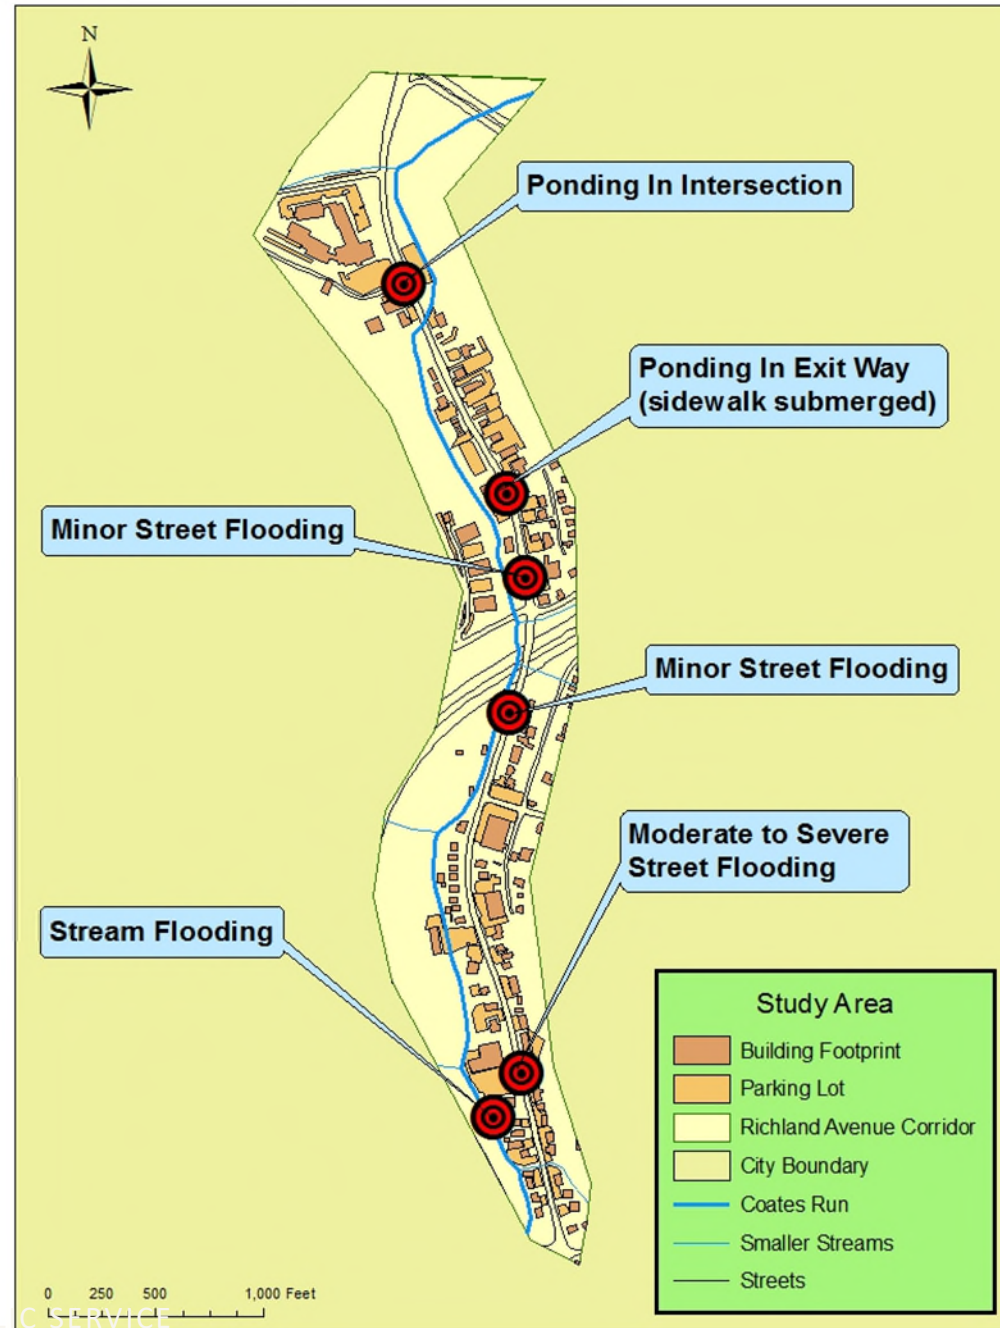 N
Ponding In Intersection
Ponding In Exit Way
(sidewalk submerged)
Minor Street Flooding
Minor Street Flooding
Moderate to Severe
Street Flooding
Stream Flooding
Study Area
Building Footprint
Parking Lot
Richland Avenue Corridor
City Boundary
Coates Run
Smaller Streams
Streets
0 250 500 1,000 Feet
C SERVICE